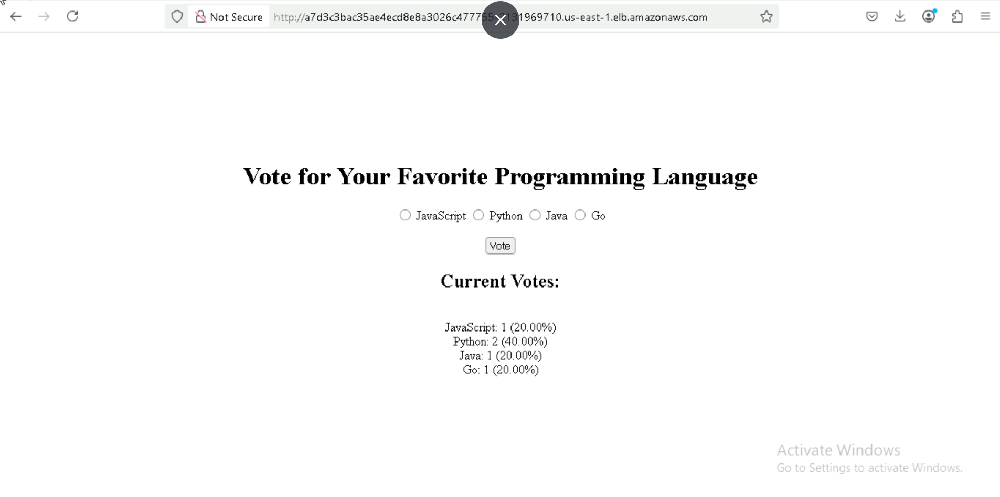 Not Secure http://a7d3c3bac35ae4ecd8e8a3026c47775 1969710.us-east-1.elb.amazonaws.com
Vote for Your Favorite Programming Language
JavaScript Python Java Go
Vote
Current Votes:
JavaScript: 1 (20.00%)
Python: 2 (40.00%)
Java: 1 (20.00%)
Go: 1 (20.00%)
Activate Windows
Go to Settings to activate Windows.